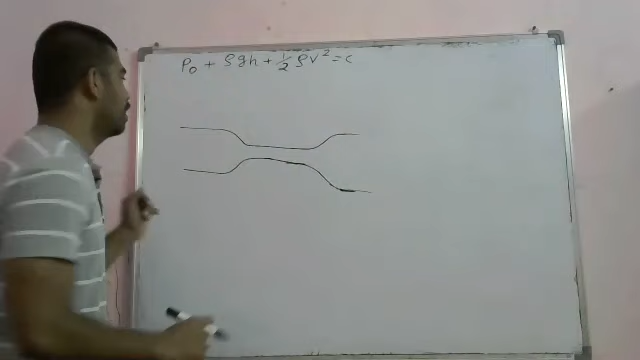 P₀ + ρgh + ½ ρv² = c